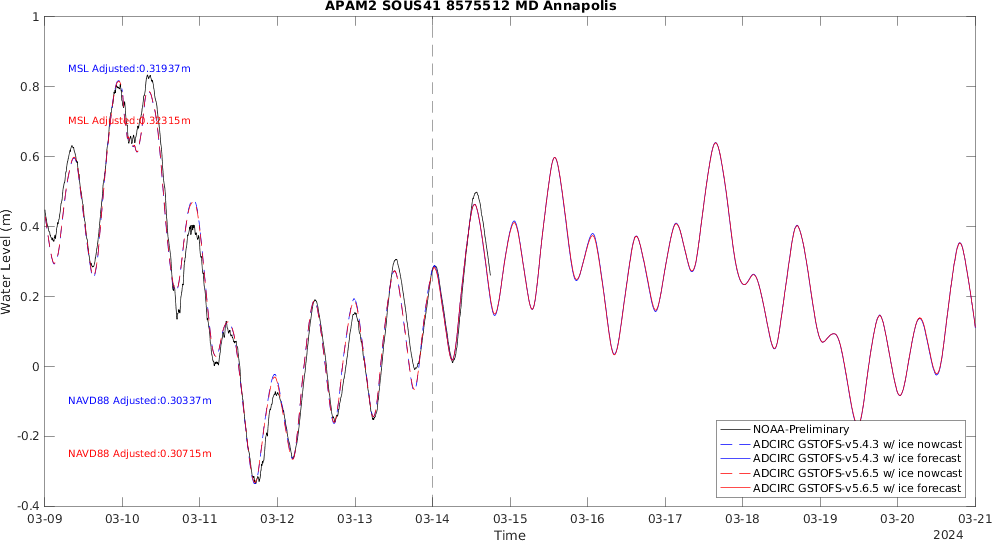 APAM2 SOUS41 8575512 MD Annapolis
1
0.8
0.6
0.4
0.2
0
-0.2
-0.4
Water Level (m)
MSL Adjusted:0.31937m
MSL Adjusted:0.32315m
NAVD88 Adjusted:0.30337m
NAVD88 Adjusted:0.30715m
NOAA-Preliminary
ADCIRC GSTOFS-v5.4.3 w/ ice nowcast
ADCIRC GSTOFS-v5.4.3 w/ ice forecast
ADCIRC GSTOFS-v5.6.5 w/ ice nowcast
ADCIRC GSTOFS-v5.6.5 w/ ice forecast
03-09 03-10 03-11 03-12 03-13 03-14 03-15 03-16 03-17 03-18 03-19 03-20 03-21
Time
2024